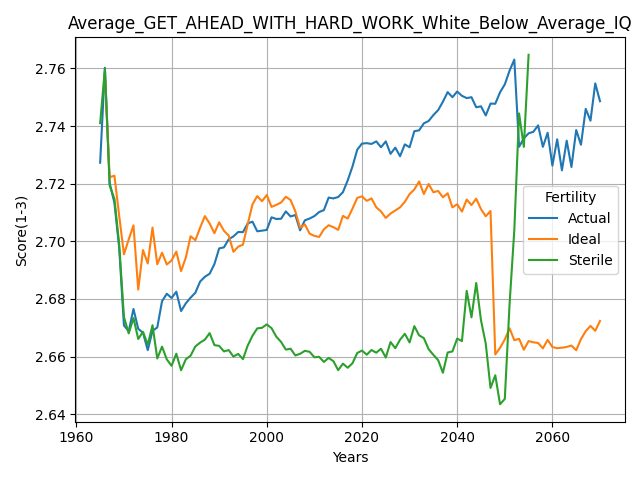 Average_GET_AHEAD_WITH_HARD_WORK_White_Below_Average_IQ
Score(1-3)
2.76
2.74
2.72
2.70
2.68
2.66
2.64
Fertility
Actual
Ideal
Sterile
1960
1980
2000
2020
2040
2060
Years